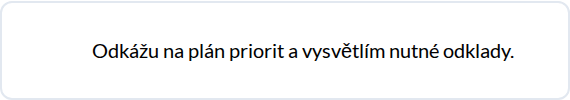 Odkážu na plán priorit a vysvětlím nutné odklady.